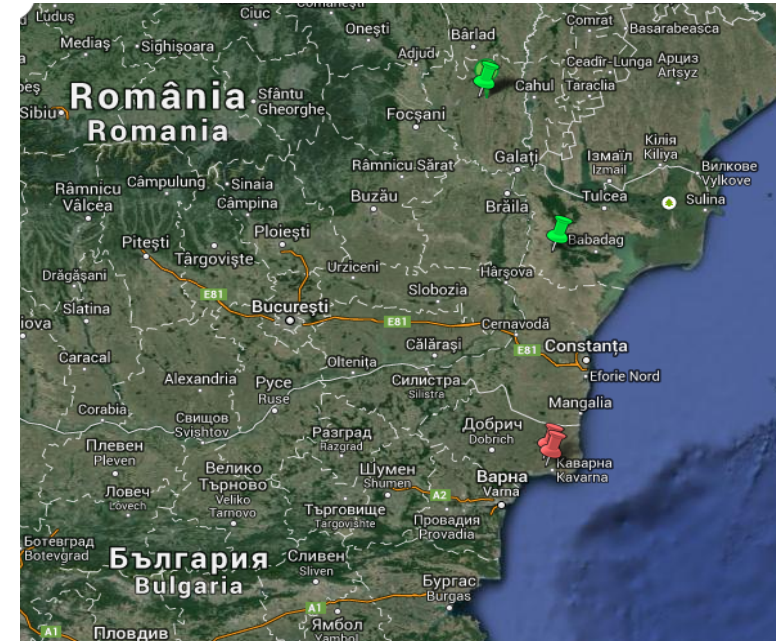 Luduș
Ciuc
Comănești
Comrat
Basarabeasca
Mediaș
Sighișoara
Onești
Bârlad
Adjud
Ceadîr-Lunga
Арциз
Artsyz
Cahul
Taraclia
România
Romania
Sfântu
Gheorghe
Sibiu
Focșani
Râmnicu Sărat
Galați
Ізмаїл
Izmail
Кілія
Kiliya
Вилкове
Vylkove
Râmnicu
Vâlcea
Câmpulung
Sinaia
Câmpina
Buzău
Brăila
Tulcea
Sulina
Pitești
Târgoviște
Ploiești
Babadag
Drăgășani
Urziceni
Hârșova
Slobozia
E81
Slatina
București
E81
Cernavodă
iova
Călărași
E81
Constanța
Caracal
Oltenița
Eforie Nord
Alexandria
Русе
Ruse
Силистра
Silistra
Mangalia
Corabia
Свищов
Svishtov
Разград
Razgrad
Добрич
Dobrich
Плевен
Pleven
Велико
Търново
Veliko
Tarnovo
Шумен
Shumen
Варна
Varna
Каварна
Kavarna
Ловеч
Lovech
Търговище
Targovishte
A2
Провадия
Provadia
Ботевград
Botevgrad
България
Bulgaria
Сливен
Sliven
Бургас
Burgas
A1
Ямбол
Yambol
A1
Пловдив